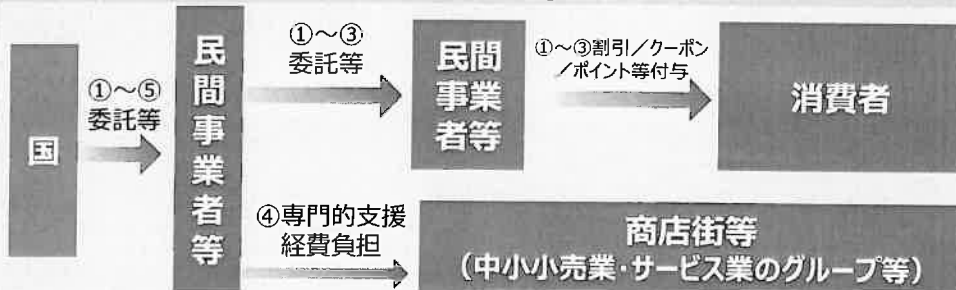 国
①～⑤
委託等
民間事業者等
①～③
委託等
民間
事業
者等
①～③割引／クーポン
／ポイント等付与
消費者
④専門的支援
経費負担
商店街等
（中小小売業・サービス業のグループ等）